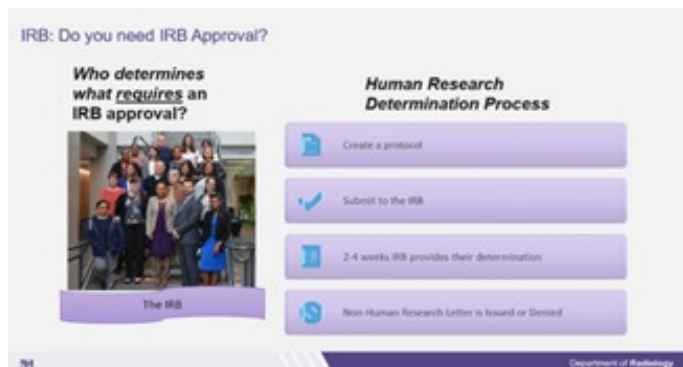 IRB: Do you need IRB Approval?
Who determines
what requires an
IRB approval?
The IRB
Human Research
Determination Process
Create a protocol
Submit to the IRB
2-4 weeks IRB provides their determination
Non Human Research Letter is Issued or Denied
Department of Radiology